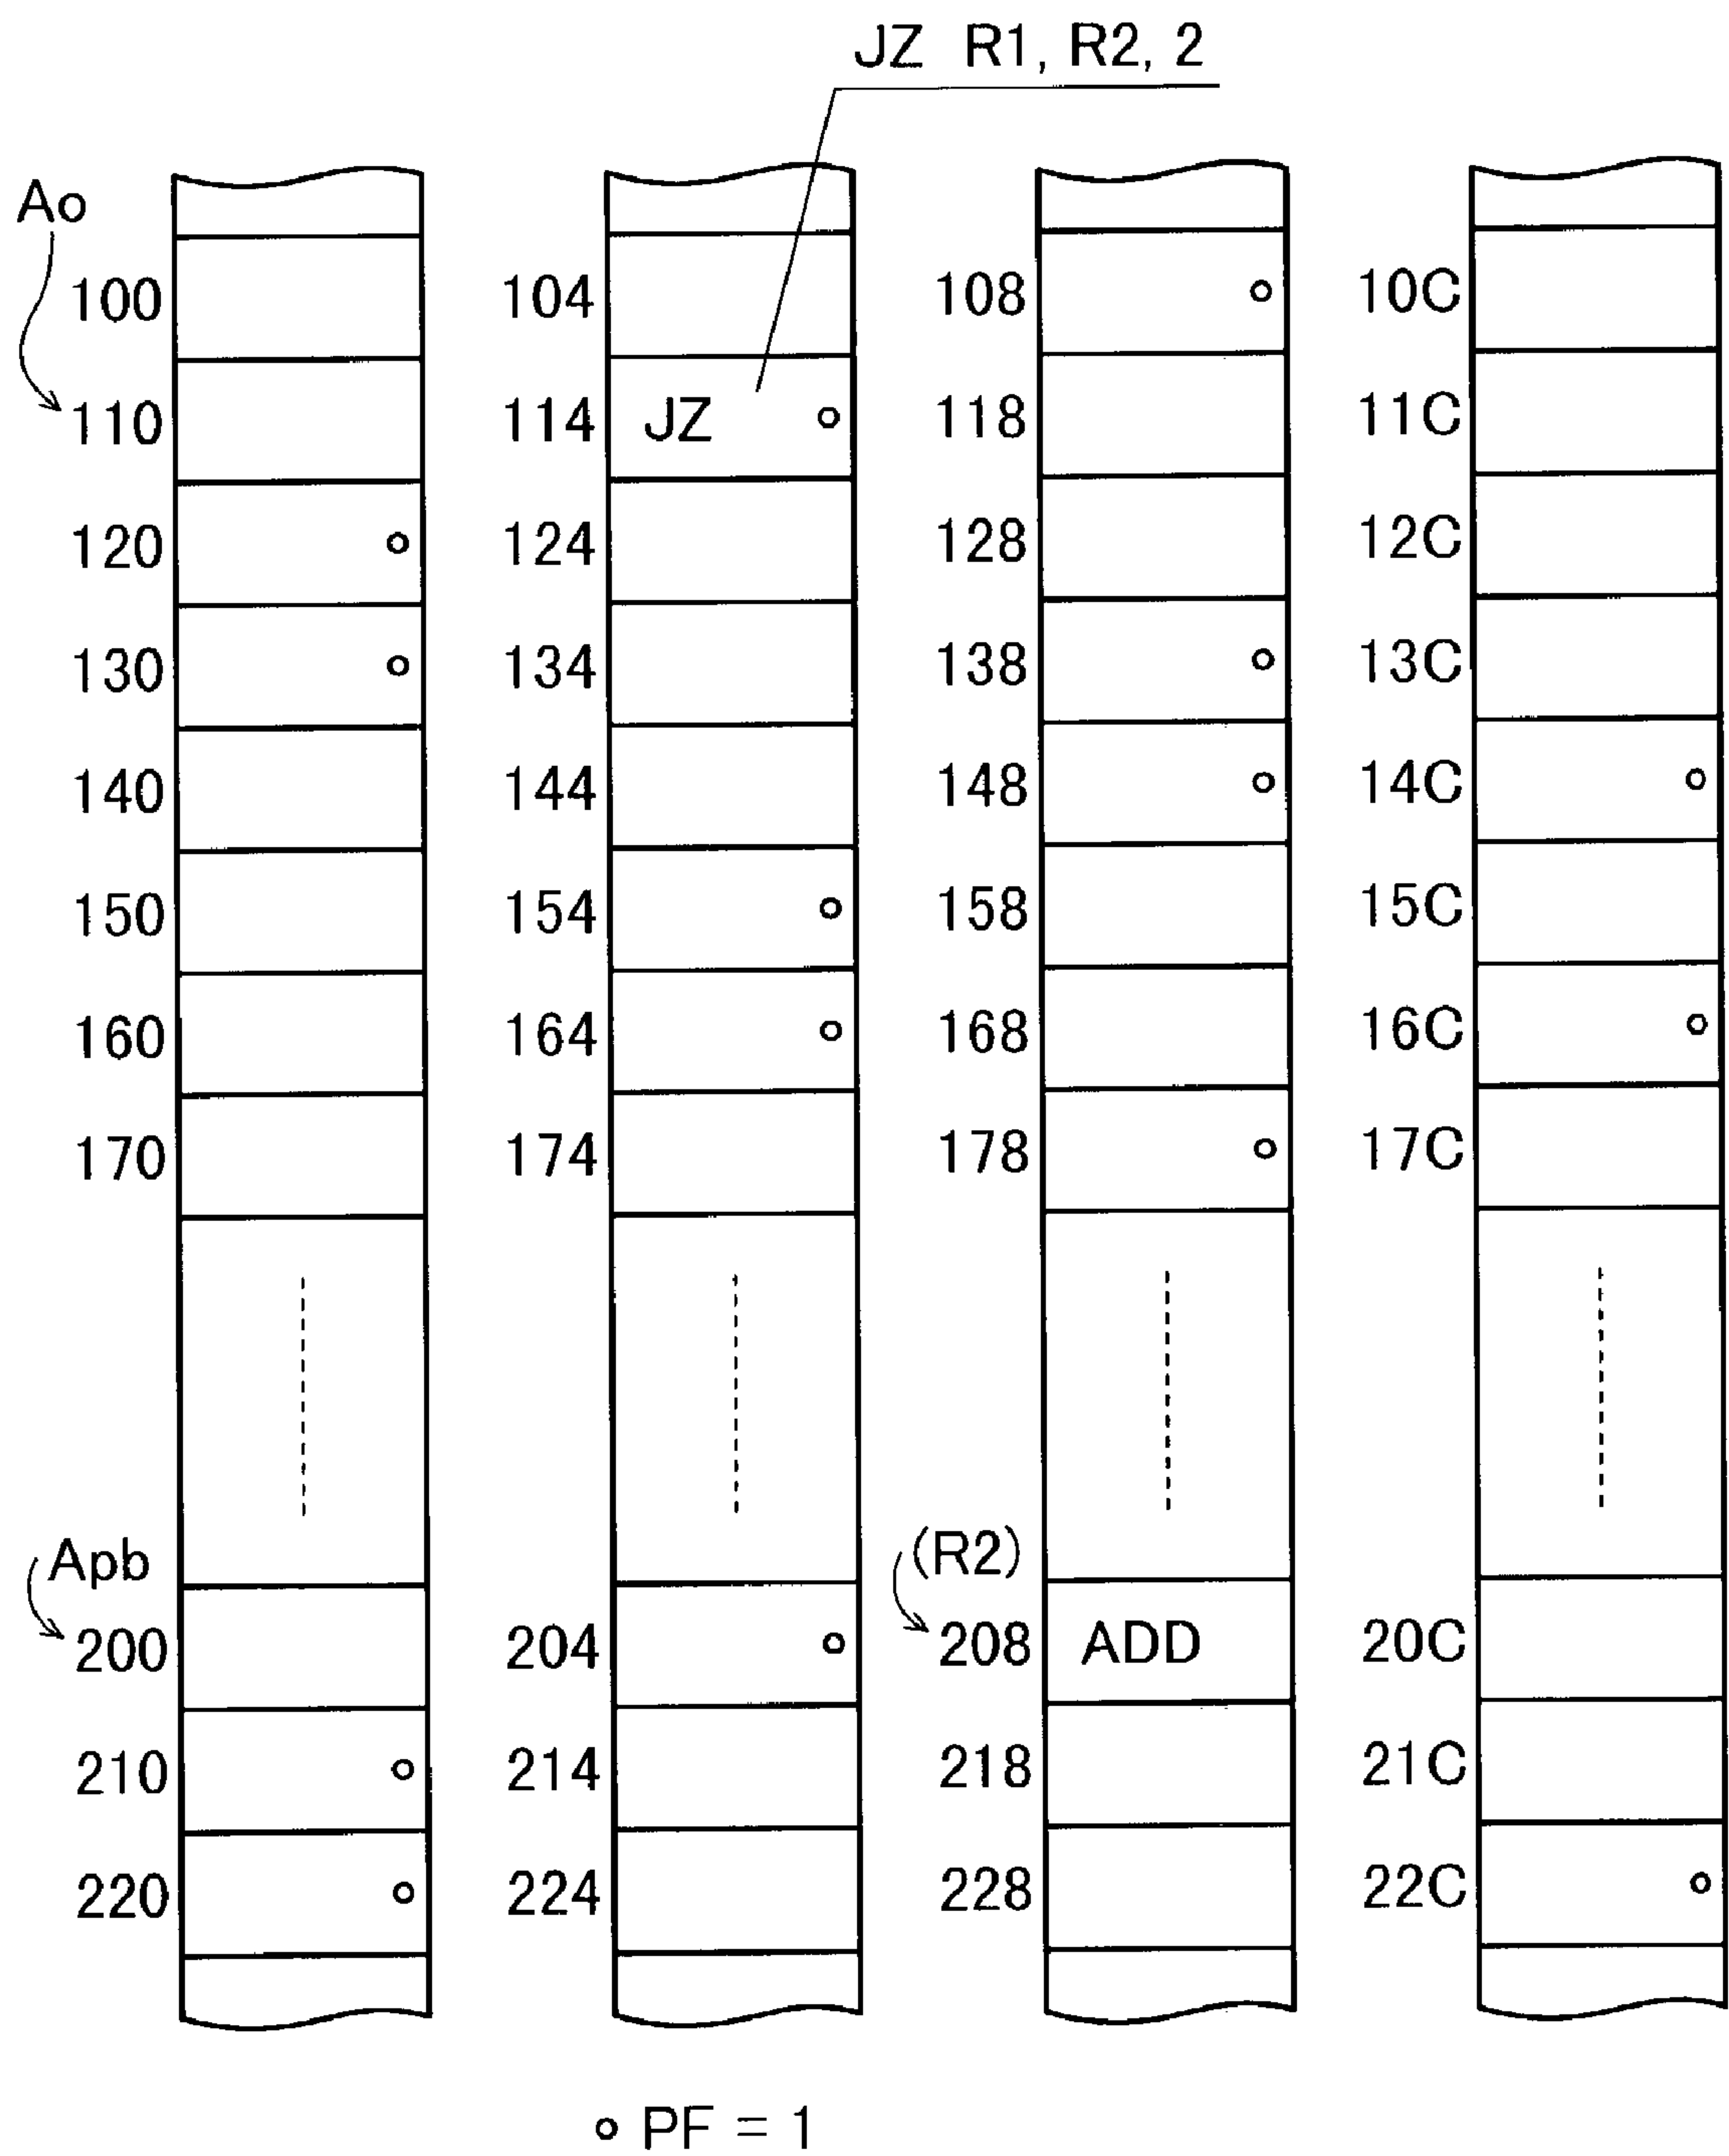 JZ R1, R2, 2
Ao
100 104 108 10C
110 114 JZ 118 11C
120 124 128 12C
130 134 138 13C
140 144 148 14C
150 154 158 15C
160 164 168 16C
170 174 178 17C
Apb (R2)
200 204 208 ADD 20C
210 214 218 21C
220 224 228 22C
PF = 1